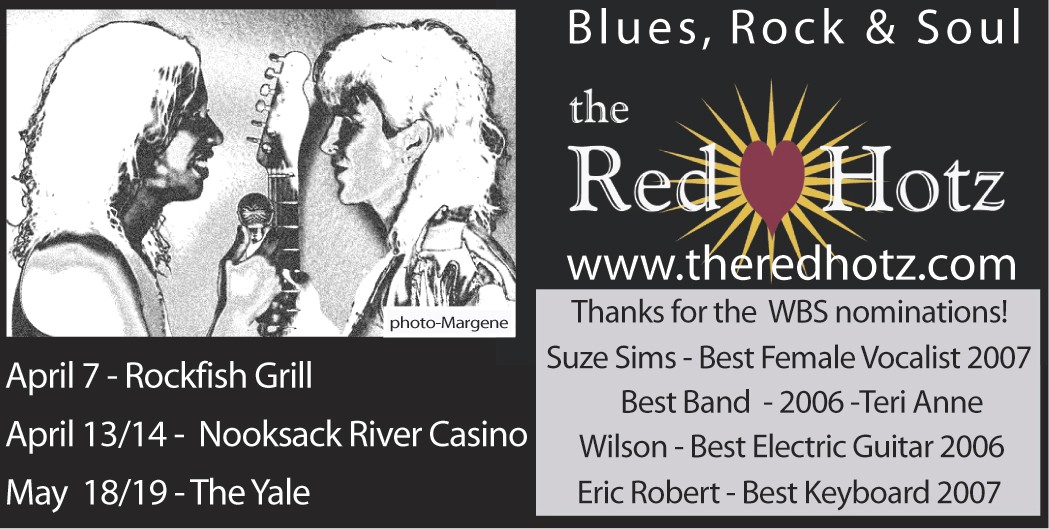 photo-Margene
April 7 - Rockfish Grill
April 13/14 - Nooksack River Casino
May 18/19 - The Yale
Blues, Rock & Soul
the
Red Hotz
www.theredhotz.com
Thanks for the WBS nominations!
Suze Sims - Best Female Vocalist 2007
Best Band - 2006 -Teri Anne
Wilson - Best Electric Guitar 2006
Eric Robert - Best Keyboard 2007